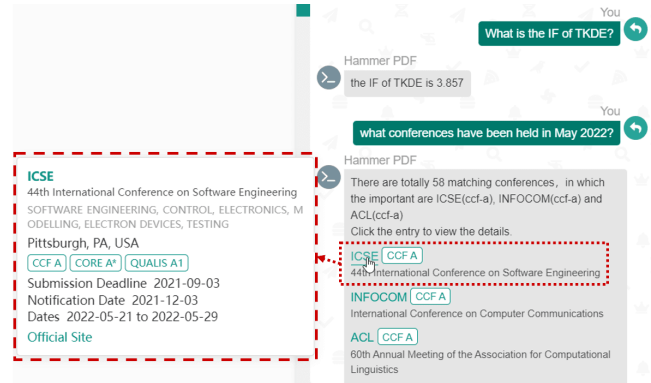 You
What is the IF of TKDE?
Hammer PDF
the IF of TKDE is 3.857
You
what conferences have been held in May 2022?
Hammer PDF
There are totally 58 matching conferences, in which
the important are ICSE(ccf-a), INFOCOM(ccf-a) and
ACL(ccf-a)
Click the entry to view the details.
ICSE CCF A
44th International Conference on Software Engineering
INFOCOM CCF A
International Conference on Computer Communications
ACL CCF A
60th Annual Meeting of the Association for Computational
Linguistics
ICSE
44th International Conference on Software Engineering
SOFTWARE ENGINEERING, CONTROL, ELECTRONICS, M
ODELLING, ELECTRON DEVICES, TESTING
Pittsburgh, PA, USA
CCF A CORE A* QUALIS A1
Submission Deadline 2021-09-03
Notification Date 2021-12-03
Dates 2022-05-21 to 2022-05-29
Official Site